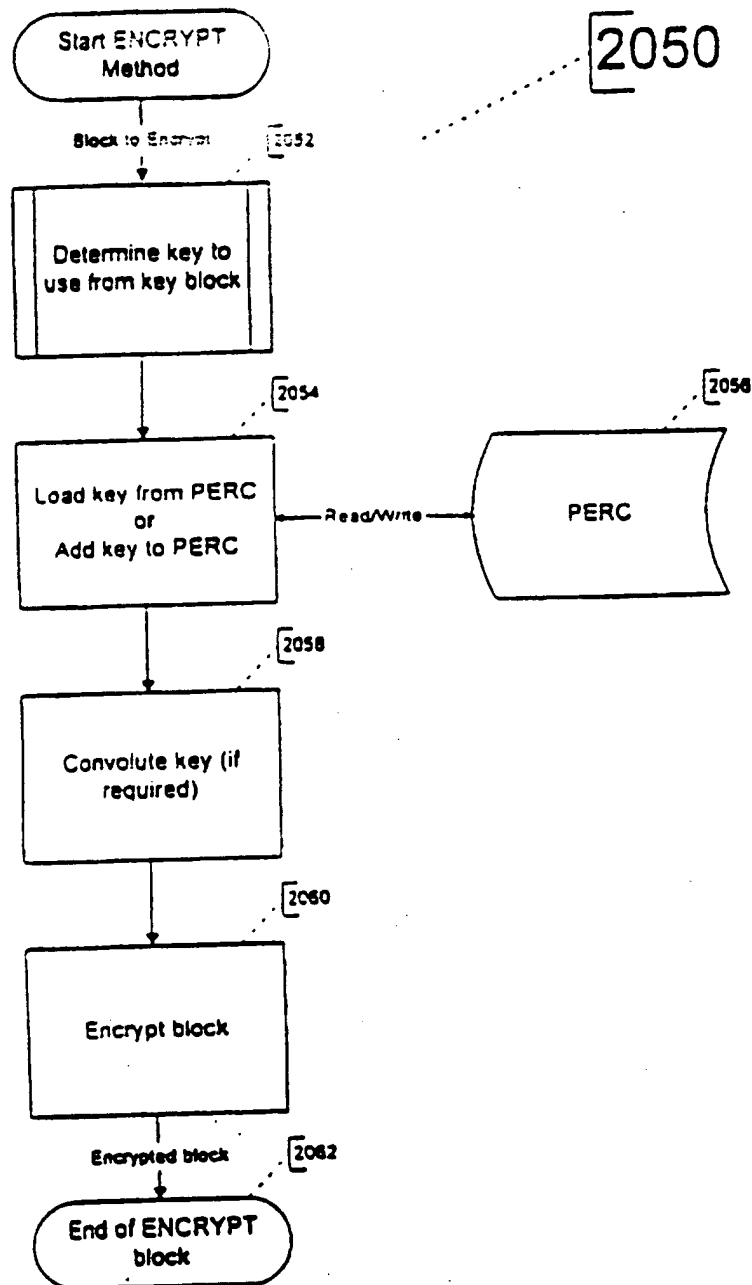 Start ENCRYPT
Method
2050
Block to Encrypt
2052
Determine key to
use from key block
2054
2056
Load key from PERC
or
Add key to PERC
Read/Write
PERC
2058
Convolute key (if
required)
2060
Encrypt block
Encrypted block
2062
End of ENCRYPT
block